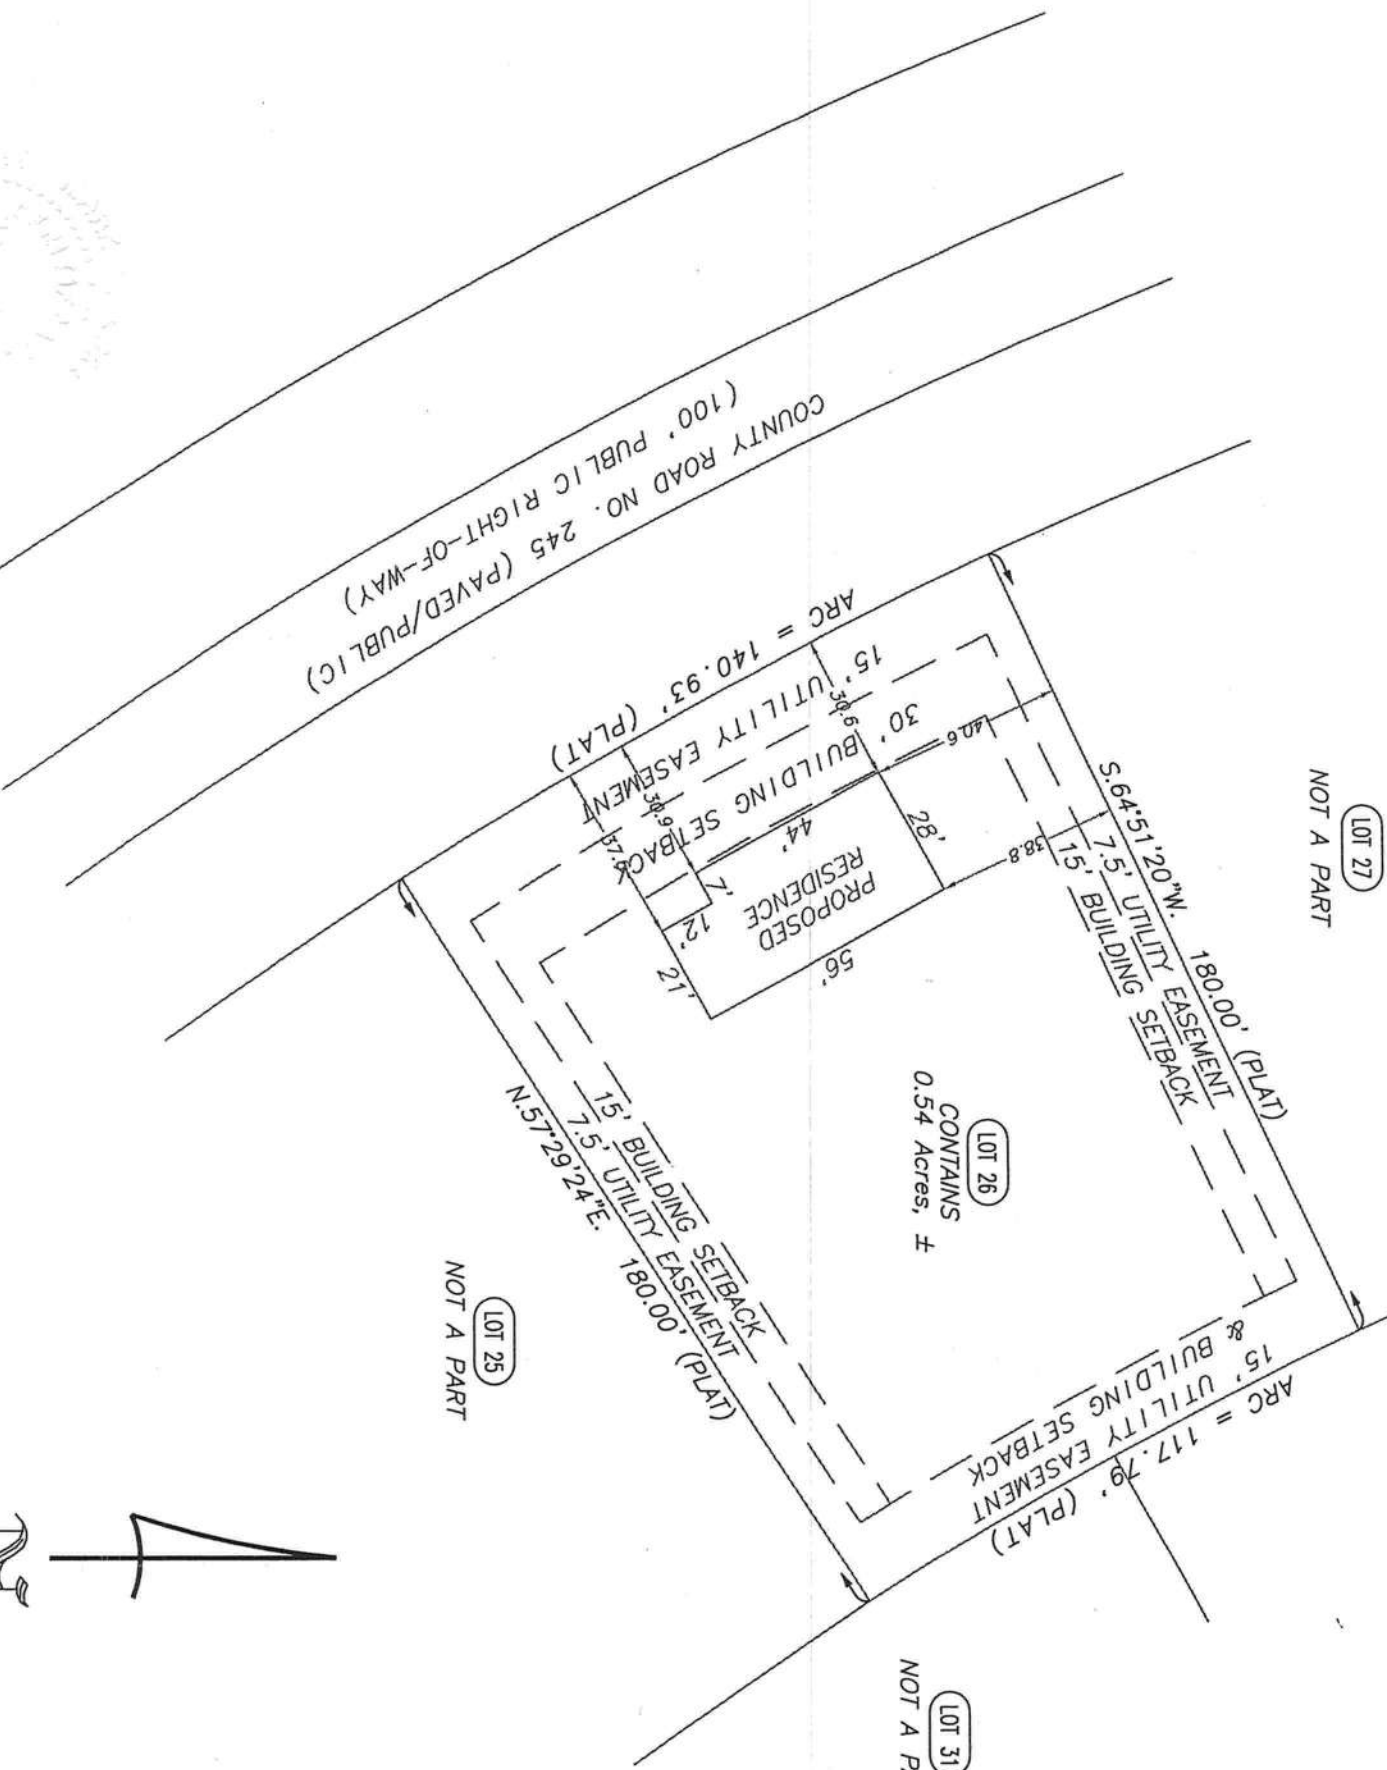 LOT 27
NOT A PART
COUNTY ROAD NO. 245 (PAVED/PUBLIC)
(100' PUBLIC RIGHT-OF-WAY)
ARC = 140.93' (PLAT)
15' UTILITY EASEMENT
30' BUILDING SETBACK
S.64°51'20"W. 180.00' (PLAT)
7.5' UTILITY EASEMENT
15' BUILDING SETBACK
30.6
40.6
38.8
30.9
28'
44'
7'
12'
21'
56'
PROPOSED
RESIDENCE
LOT 26
CONTAINS
0.54 Acres, ±
15' BUILDING SETBACK
7.5' UTILITY EASEMENT
N.57°29'24"E. 180.00' (PLAT)
& BUILDING SETBACK
15' UTILITY EASEMENT
ARC = 117.79' (PLAT)
LOT 25
NOT A PART
LOT 31
NOT A P